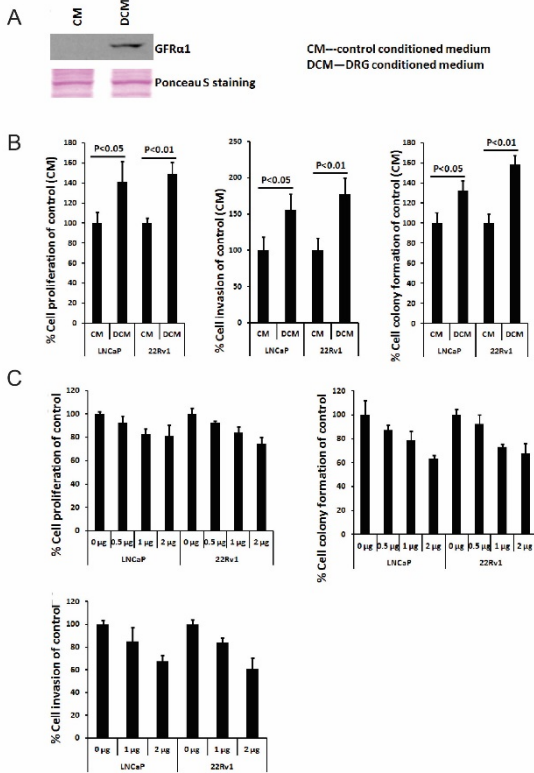 A
CM
DCM
GFRα1
Ponceau S staining
CM---control conditioned medium
DCM—DRG conditioned medium
B
% Cell proliferation of control (CM)
180
160
140
120
100
80
60
40
20
0
P<0.05
P<0.01
CM
DCM
CM
DCM
LNCaP
22Rv1
% Cell invasion of control (CM)
250
200
150
100
50
0
P<0.05
P<0.01
CM
DCM
CM
DCM
LNCaP
22Rv1
% Cell colony formation of control (CM)
180
160
140
120
100
80
60
40
20
0
P<0.05
P<0.01
CM
DCM
CM
DCM
LNCaP
22Rv1
C
% Cell proliferation of control
120
100
80
60
40
20
0
0 µg
0.5 µg
1 µg
2 µg
0 µg
0.5 µg
1 µg
2 µg
LNCaP
22Rv1
% Cell colony formation of control
120
100
80
60
40
20
0
0 µg
0.5 µg
1 µg
2 µg
0 µg
0.5 µg
1 µg
2 µg
LNCaP
22Rv1
% Cell invasion of control
120
100
80
60
40
20
0
0 µg
1 µg
2 µg
0 µg
1 µg
2 µg
LNCaP
22Rv1